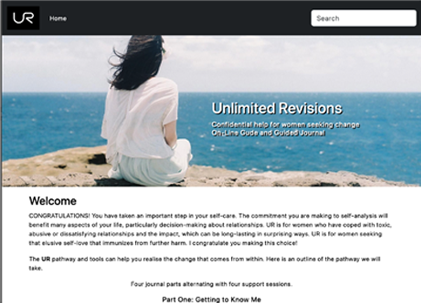 UR Home Search
Unlimited Revisions
Confidential help for women seeking change
On-Line Gude and Guided Journal
Welcome
CONGRATULATIONS! You have taken an important step in your self-care. The commitment you are making to self-analysis will
benefit many aspects of your life, particularly decision-making about relationships. UR is for women who have coped with toxic,
abusive or dissatisfying relationships and the impact, which can be long-lasting in surprising ways. UR is for women seeking
that elusive self-love that immunizes from further harm. I congratulate you making this choice!
The UR pathway and tools can help you realise the change that comes from within. Here is an outline of the pathway we will
take.
Four journal parts alternating with four support sessions.
Part One: Getting to Know Me